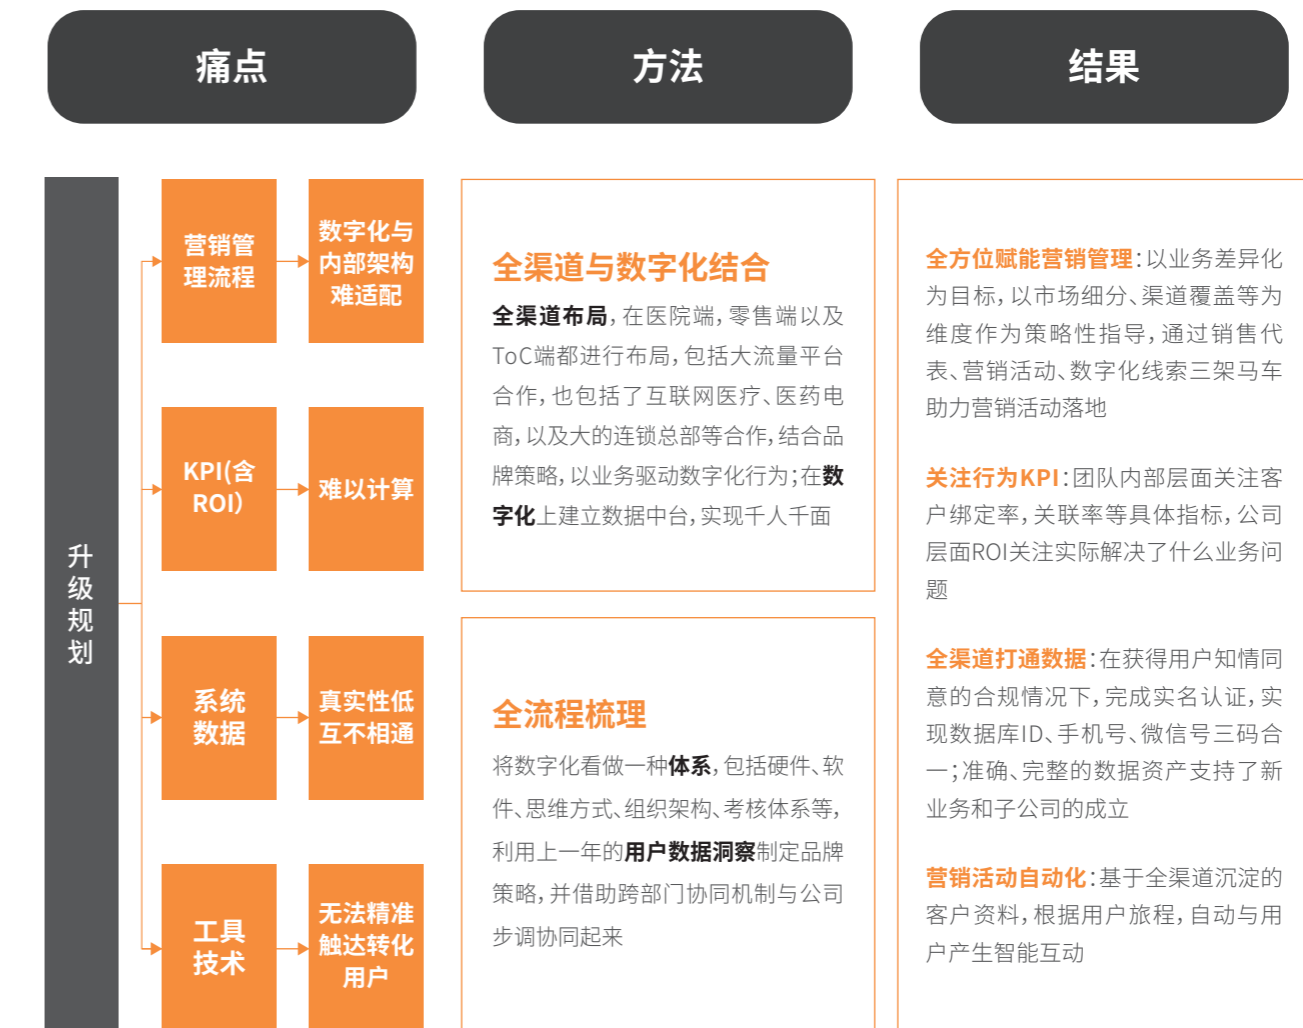 痛点
方法
结果
升
级
规
划
营销管
理流程
数字化与
内部架构
难适配
KPI(含
ROI）
难以计算
系统
数据
真实性低
互不相通
工具
技术
无法精准
触达转化
用户
全渠道与数字化结合
全渠道布局，在医院端，零售端以及
ToC端都进行布局，包括大流量平台
合作，也包括了互联网医疗、医药电
商，以及大的连锁总部等合作，结合品
牌策略，以业务驱动数字化行为；在数
字化上建立数据中台，实现千人千面
全流程梳理
将数字化看做一种体系，包括硬件、软
件、思维方式、组织架构、考核体系等，
利用上一年的用户数据洞察制定品牌
策略，并借助跨部门协同机制与公司
步调协同起来
全方位赋能营销管理：以业务差异化
为目标，以市场细分、渠道覆盖等为
维度作为策略性指导，通过销售代
表、营销活动、数字化线索三架马车
助力营销活动落地
关注行为KPI：团队内部层面关注客
户绑定率，关联率等具体指标，公司
层面ROI关注实际解决了什么业务问
题
全渠道打通数据：在获得用户知情同
意的合规情况下，完成实名认证，实
现数据库ID、手机号、微信号三码合
一；准确、完整的数据资产支持了新
业务和子公司的成立
营销活动自动化：基于全渠道沉淀的
客户资料，根据用户旅程，自动与用
户产生智能互动